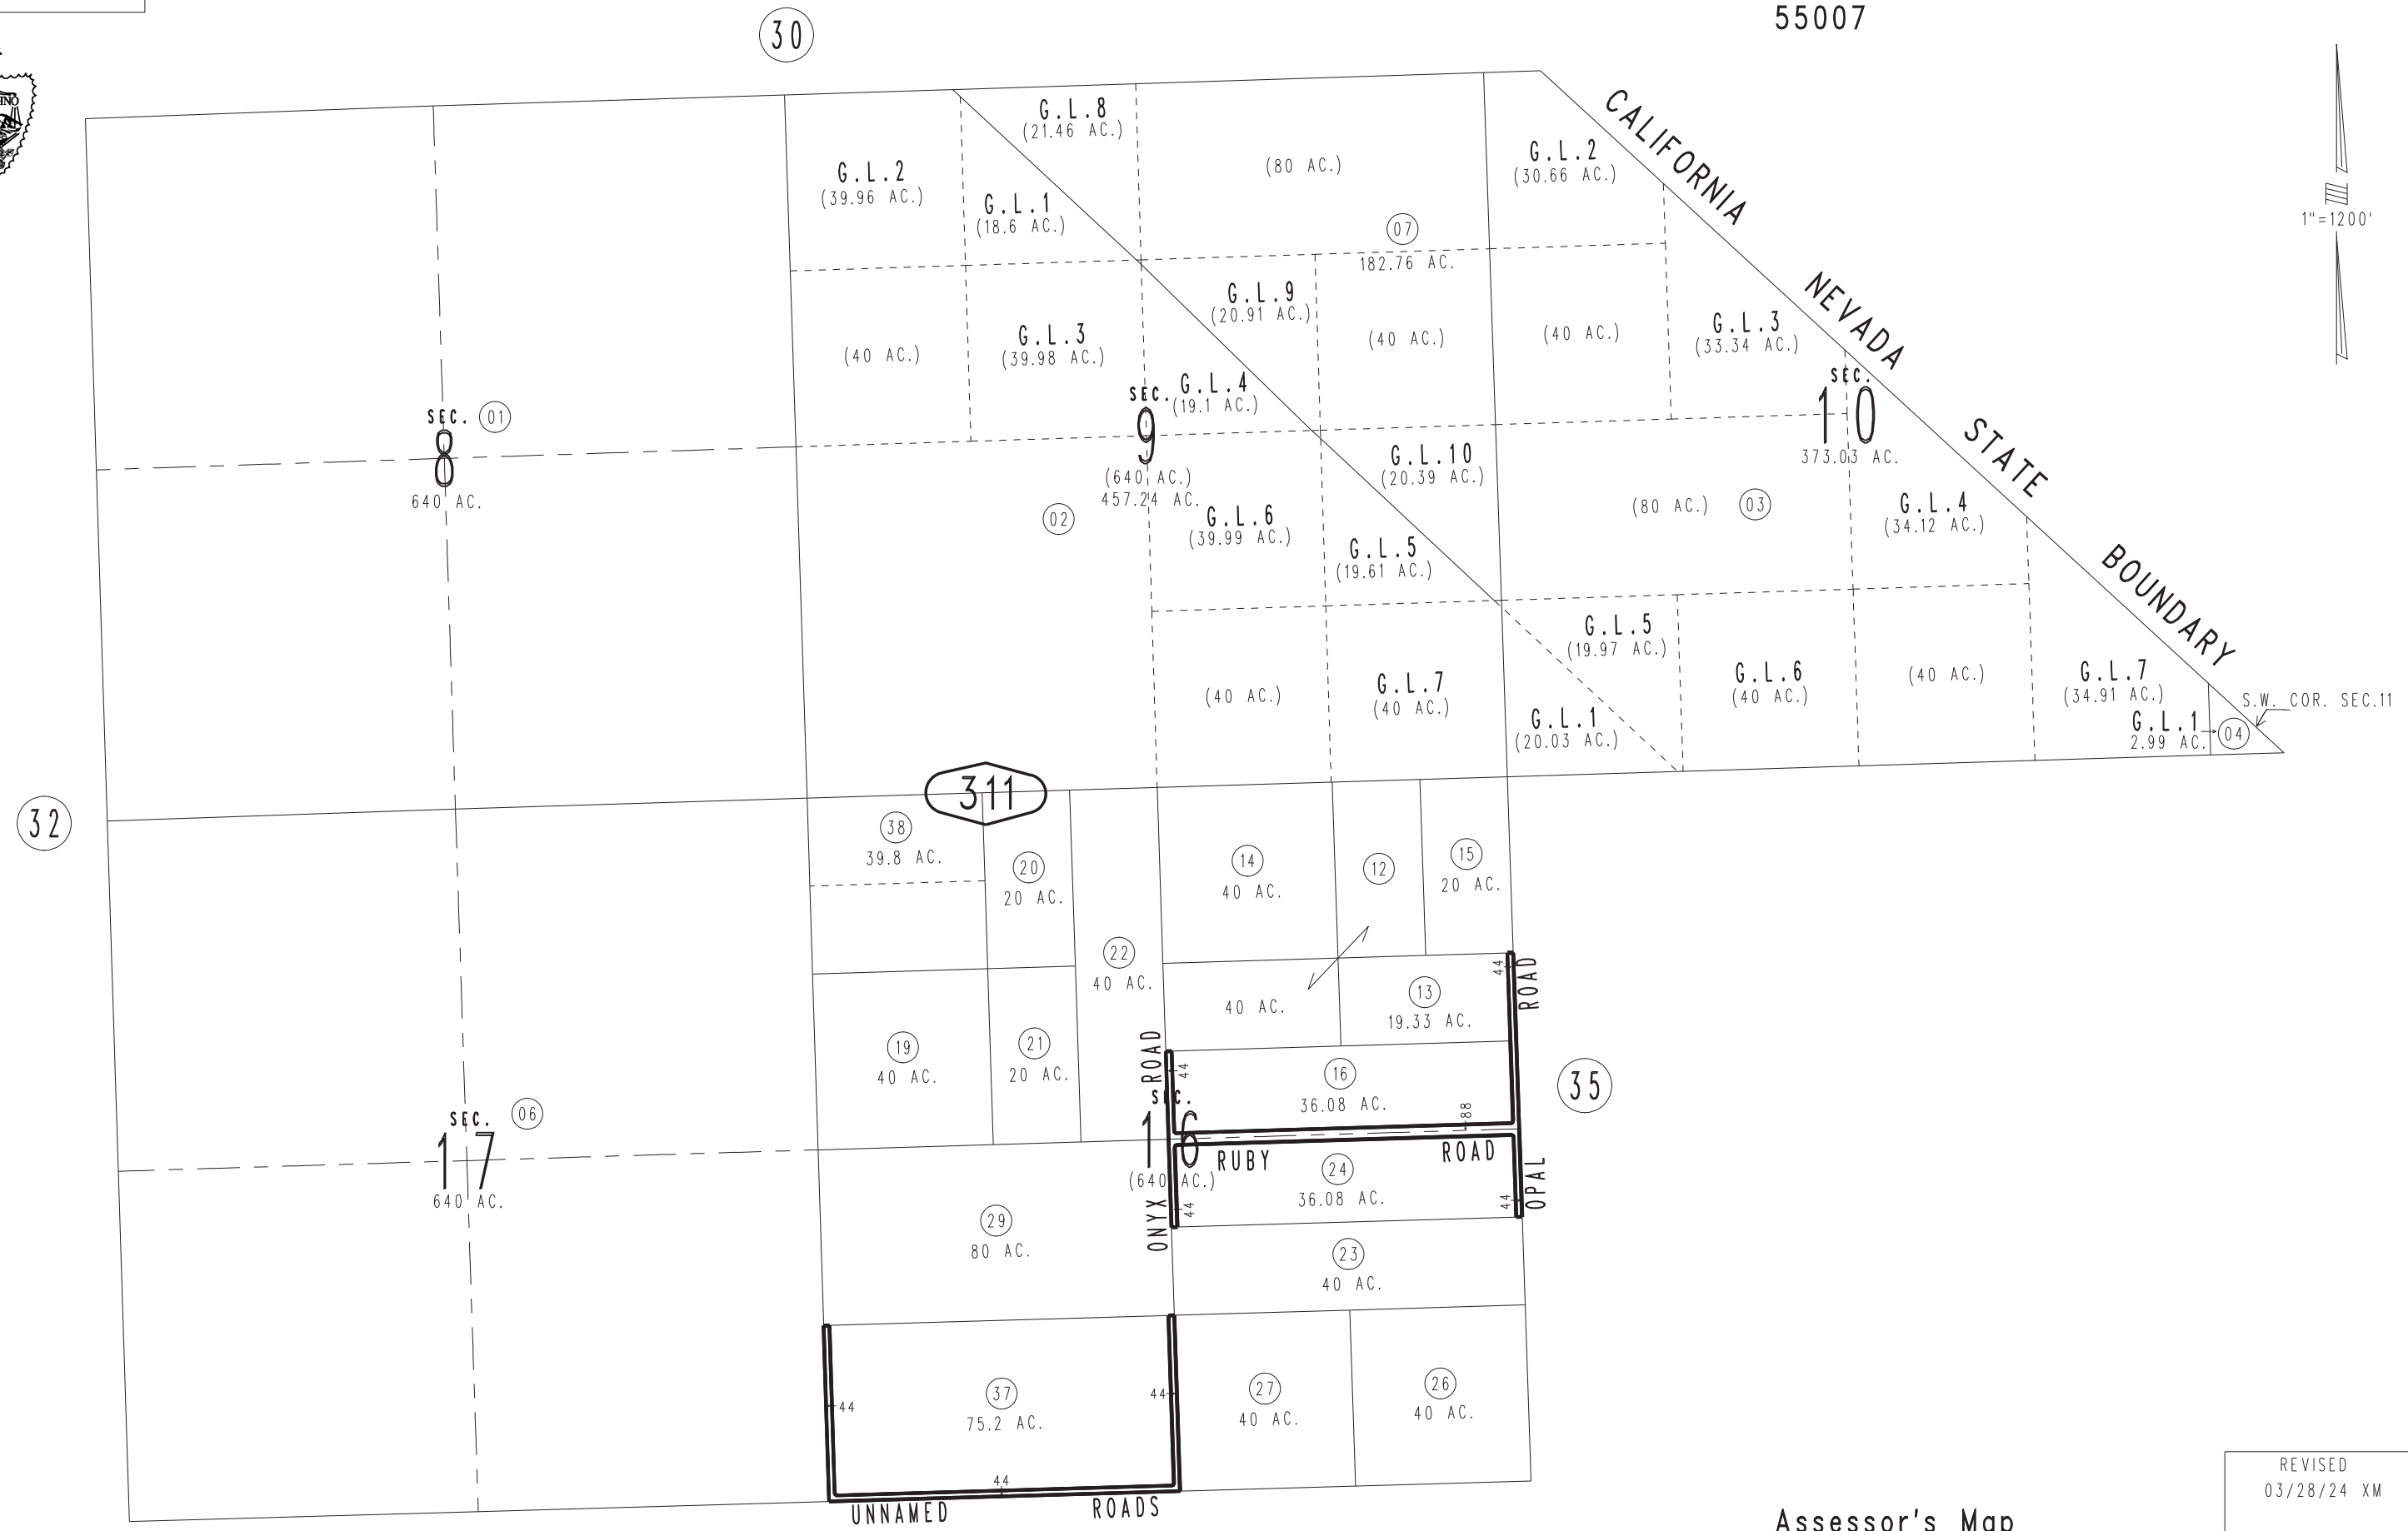 55007
30
CALIFORNIA NEVADA STATE BOUNDARY
1"=1200'
G.L.8
(21.46 AC.)
(80 AC.)
G.L.2
(30.66 AC.)
G.L.2
(39.96 AC.)
G.L.1
(18.6 AC.)
07
182.76 AC.
G.L.9
(20.91 AC.)
(40 AC.)
G.L.3
(39.98 AC.)
(40 AC.)
(40 AC.)
G.L.3
(33.34 AC.)
SEC. 01
8
640 AC.
SEC.
9
(640 AC.)
457.24 AC.
G.L.4
(19.1 AC.)
SEC.
10
373.03 AC.
02
G.L.10
(20.39 AC.)
G.L.6
(39.99 AC.)
G.L.5
(19.61 AC.)
(80 AC.) 03
G.L.4
(34.12 AC.)
G.L.5
(19.97 AC.)
(40 AC.)
G.L.7
(40 AC.)
G.L.1
(20.03 AC.)
G.L.6
(40 AC.)
(40 AC.)
G.L.7
(34.91 AC.)
G.L.1
2.99 AC.
04
S.W. COR. SEC.11
311
32
38
39.8 AC.
20
20 AC.
22
40 AC.
14
40 AC.
12
15
20 AC.
40 AC.
13
19.33 AC.
44
ROAD
19
40 AC.
21
20 AC.
ROAD
44
16
36.08 AC.
88
35
SEC. 06
17
640 AC.
SEC.
16
(640 AC.)
RUBY ROAD
24
36.08 AC.
44
44
ONYX
OPAL
29
80 AC.
23
40 AC.
37
75.2 AC.
44
44
44
27
40 AC.
26
40 AC.
UNNAMED ROADS
REVISED
03/28/24 XM
Assessor's Map